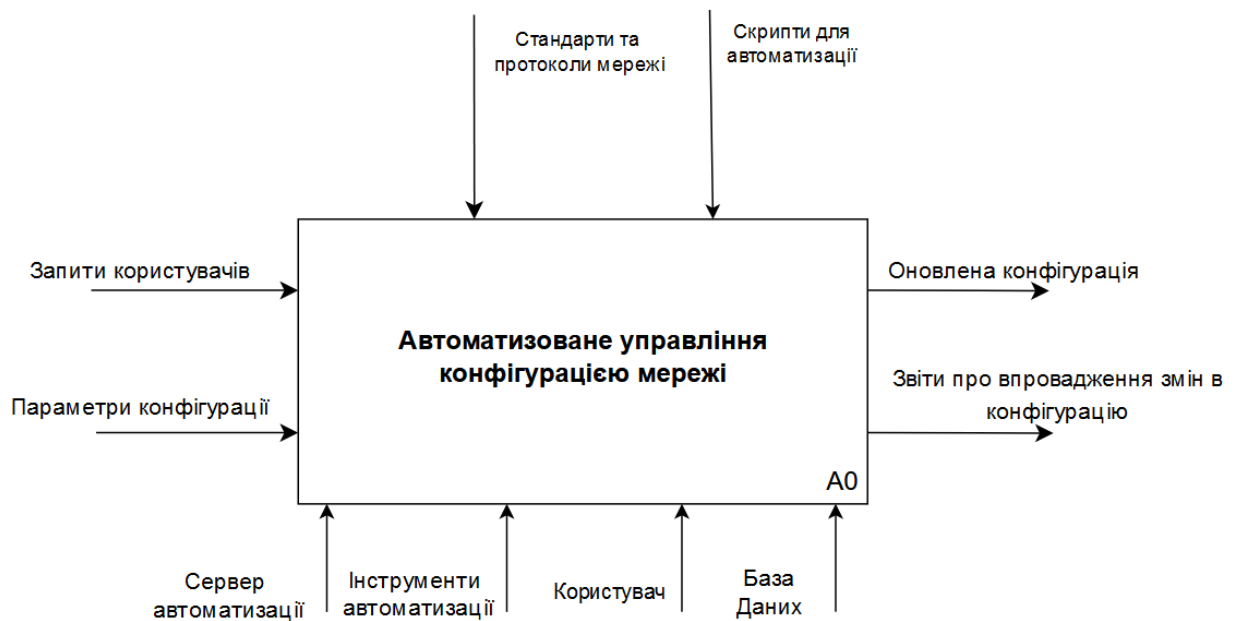 Стандарти та
протоколи мережі
Скрипти для
автоматизації
Запити користувачів
Параметри конфігурації
Автоматизоване управління
конфігурацією мережі
A0
Оновлена конфігурація
Звіти про впровадження змін в
конфігурацію
Сервер
автоматизації
Інструменти
автоматизації
Користувач
База
Даних